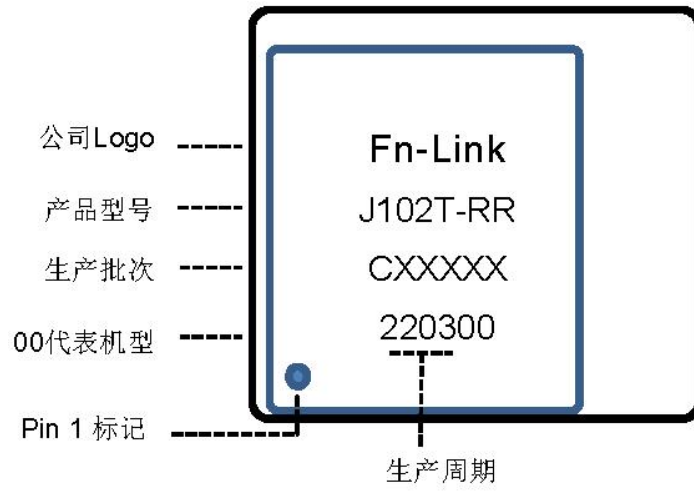 公司Logo Fn-Link
产品型号 J102T-RR
生产批次 CXXXXX
00代表机型 220300
Pin 1 标记
生产周期